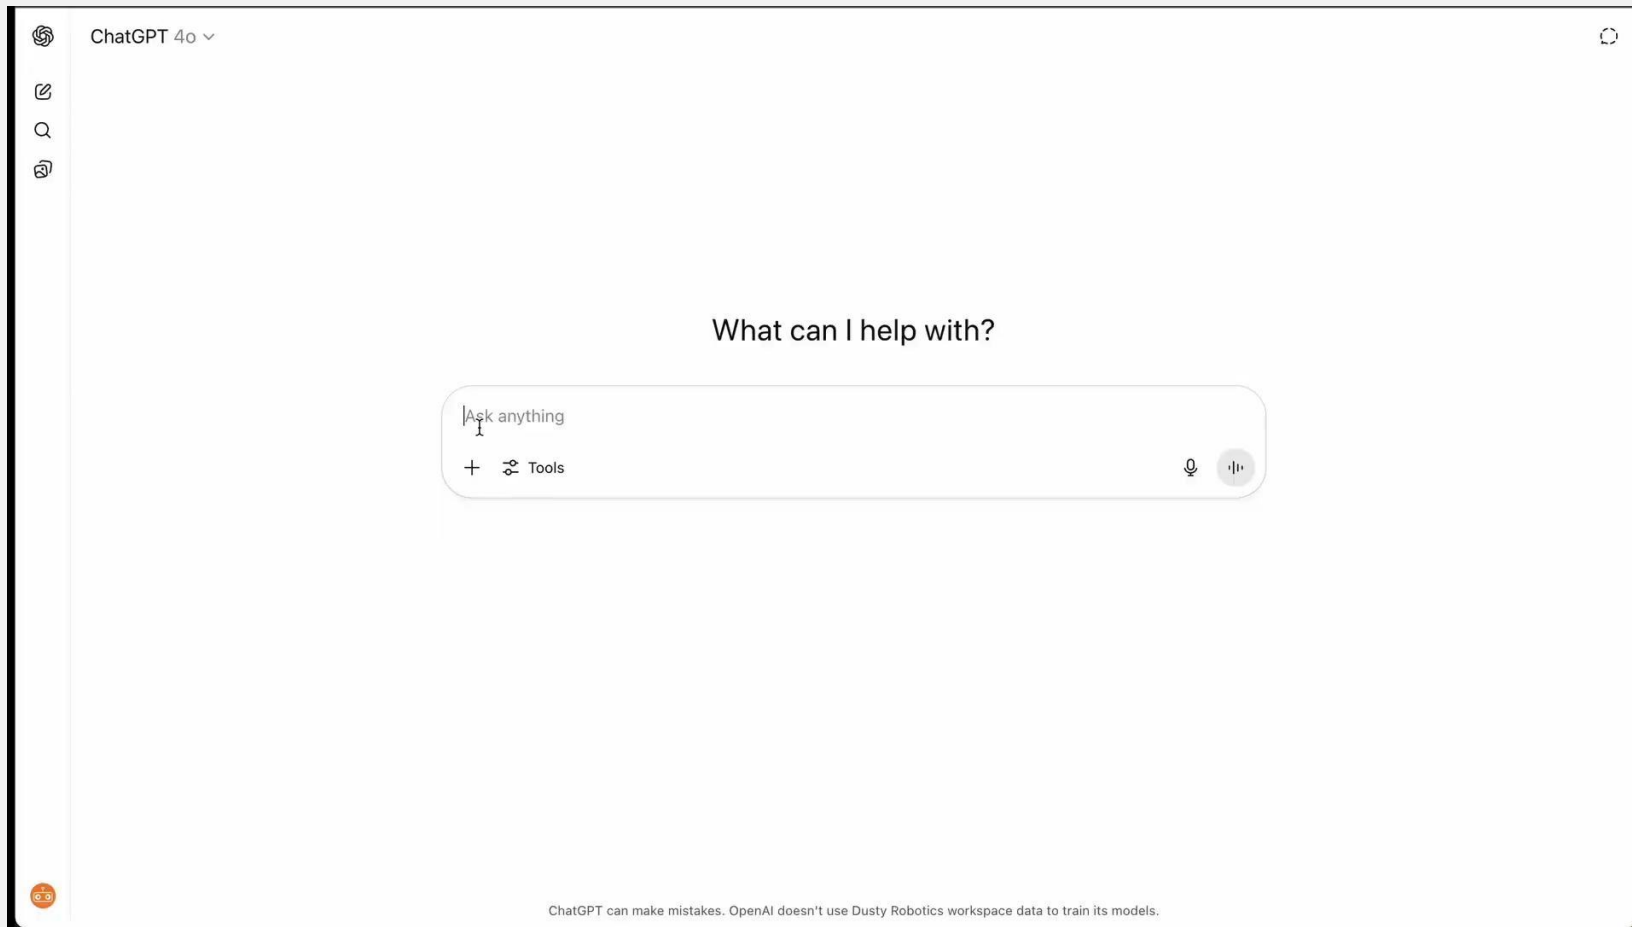 ChatGPT 4o
What can I help with?
Ask anything
Tools
ChatGPT can make mistakes. OpenAI doesn't use Dusty Robotics workspace data to train its models.